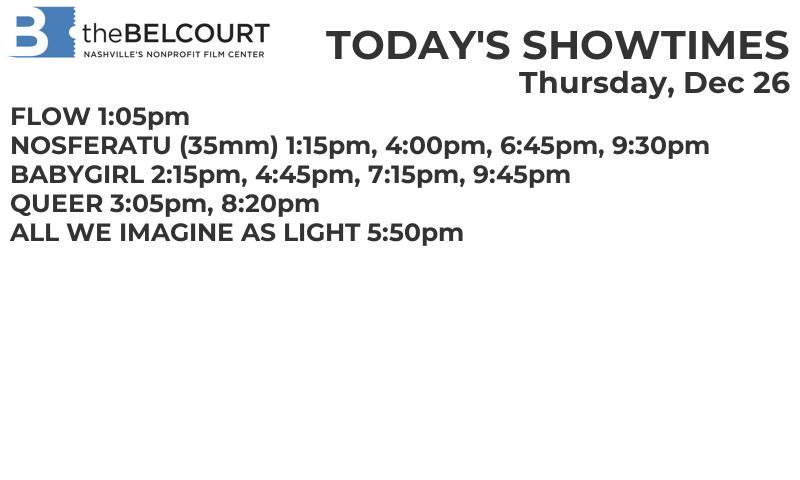 B theBELCOURT
NASHVILLE'S NONPROFIT FILM CENTER
TODAY'S SHOWTIMES
Thursday, Dec 26
FLOW 1:05pm
NOSFERATU (35mm) 1:15pm, 4:00pm, 6:45pm, 9:30pm
BABYGIRL 2:15pm, 4:45pm, 7:15pm, 9:45pm
QUEER 3:05pm, 8:20pm
ALL WE IMAGINE AS LIGHT 5:50pm